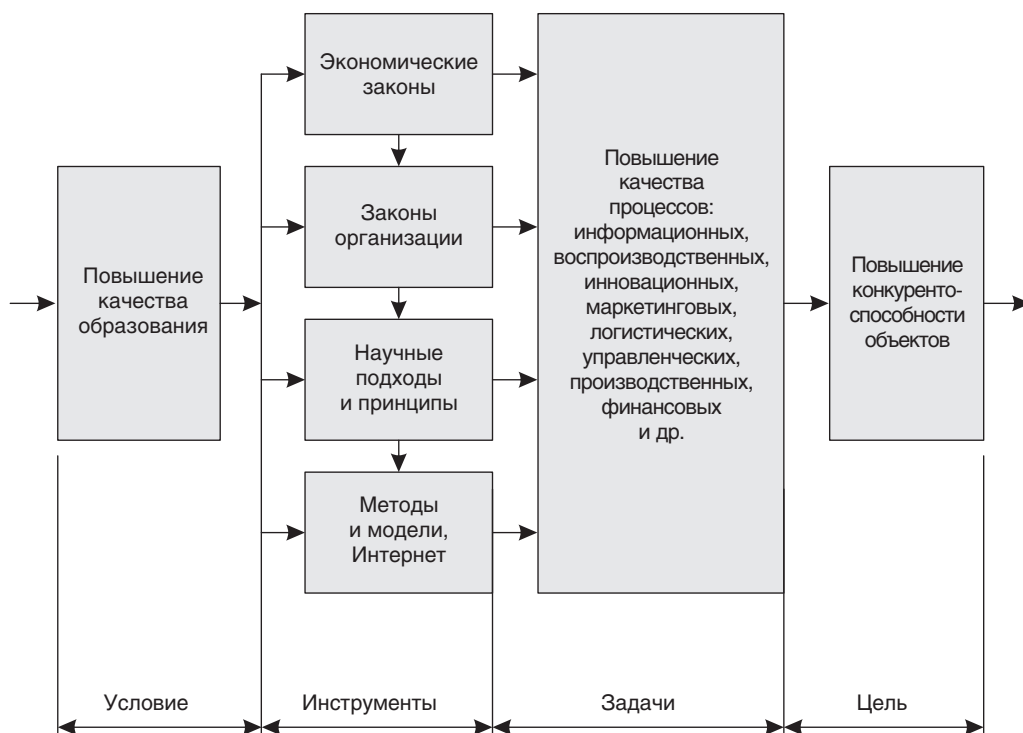 Повышение
качества
образования
Экономические
законы
Законы
организации
Научные
подходы
и принципы
Методы
и модели,
Интернет
Повышение
качества
процессов:
информационных,
воспроизводственных,
инновационных,
маркетинговых,
логистических,
управленческих,
производственных,
финансовых
и др.
Повышение
конкуренто-
способности
объектов
Условие
Инструменты
Задачи
Цель